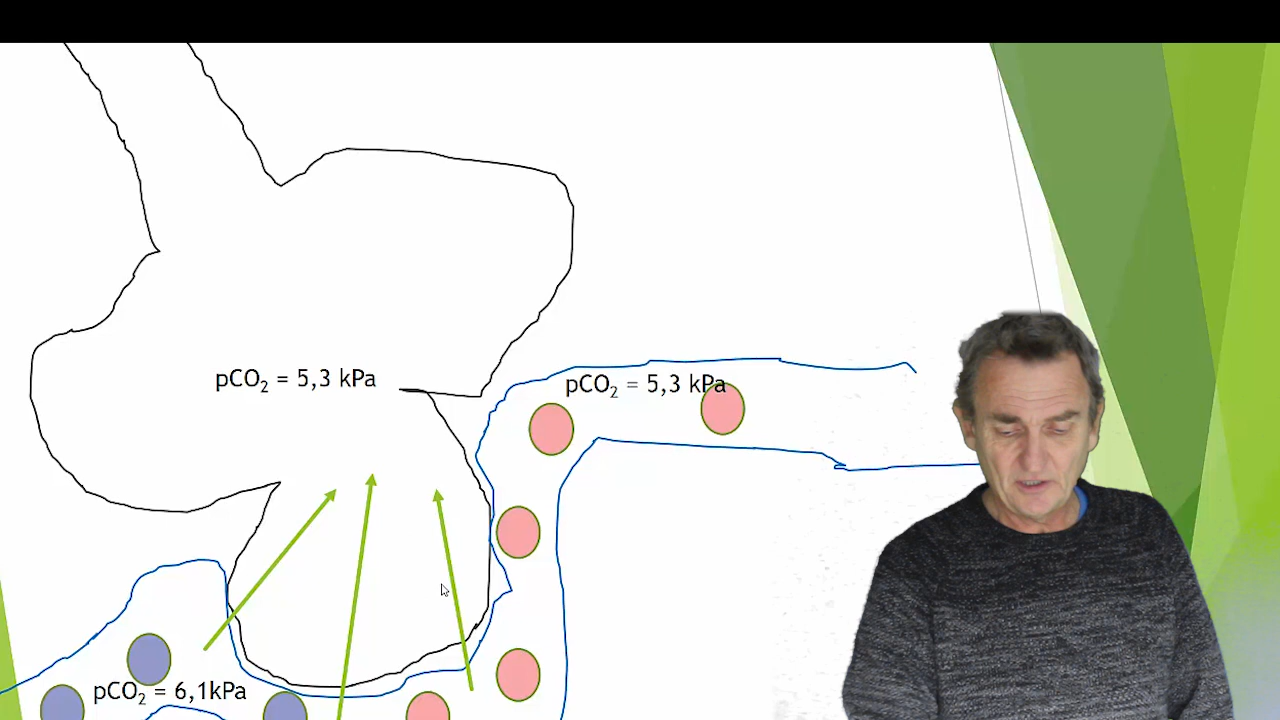 pCO₂ = 5,3 kPa
pCO₂ = 5,3 kPa
pCO₂ = 6,1kPa